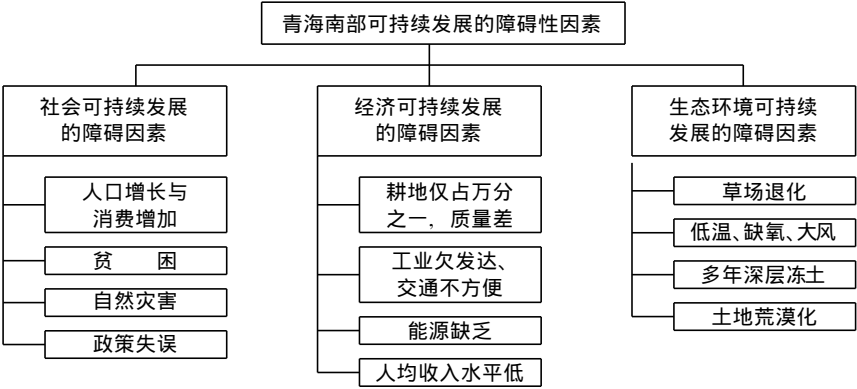 青海南部可持续发展的障碍性因素
社会可持续发展
的障碍因素
人口增长与
消费增加
贫 困
自然灾害
政策失误
经济可持续发展
的障碍因素
耕地仅占万分
之一，质量差
工业欠发达、
交通不方便
能源缺乏
人均收入水平低
生态环境可持续
发展的障碍因素
草场退化
低温、缺氧、大风
多年深层冻土
土地荒漠化